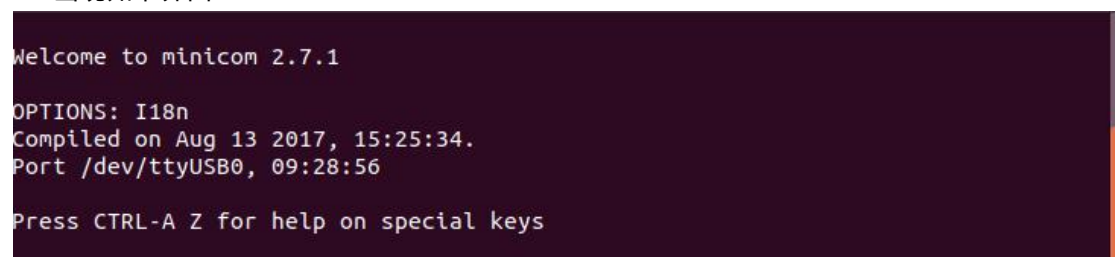 Welcome to minicom 2.7.1
OPTIONS: I18n
Compiled on Aug 13 2017, 15:25:34.
Port /dev/ttyUSB0, 09:28:56
Press CTRL-A Z for help on special keys